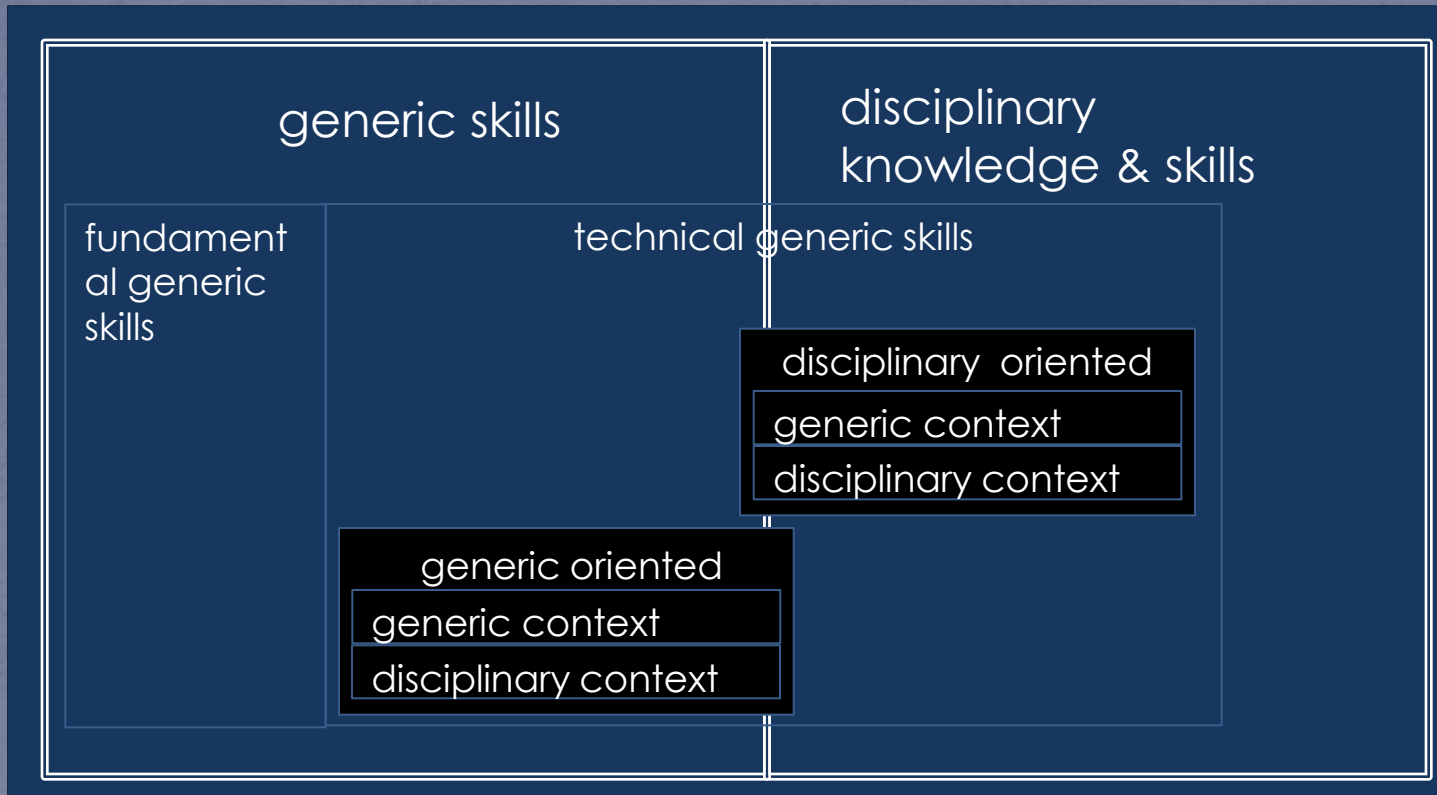 generic skills
disciplinary
knowledge & skills
fundament
al generic
skills
technical generic skills
disciplinary oriented
generic context
disciplinary context
generic oriented
generic context
disciplinary context